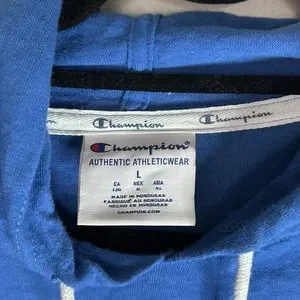 Champion Champion
Champion
AUTHENTIC ATHLETICWEAR
L
CA MEX ASIA
L/G G XL
MADE IN HONDURAS
FABRIQUÉ AU HONDURAS
HECHO EN HONDURAS
CHAMPION.COM